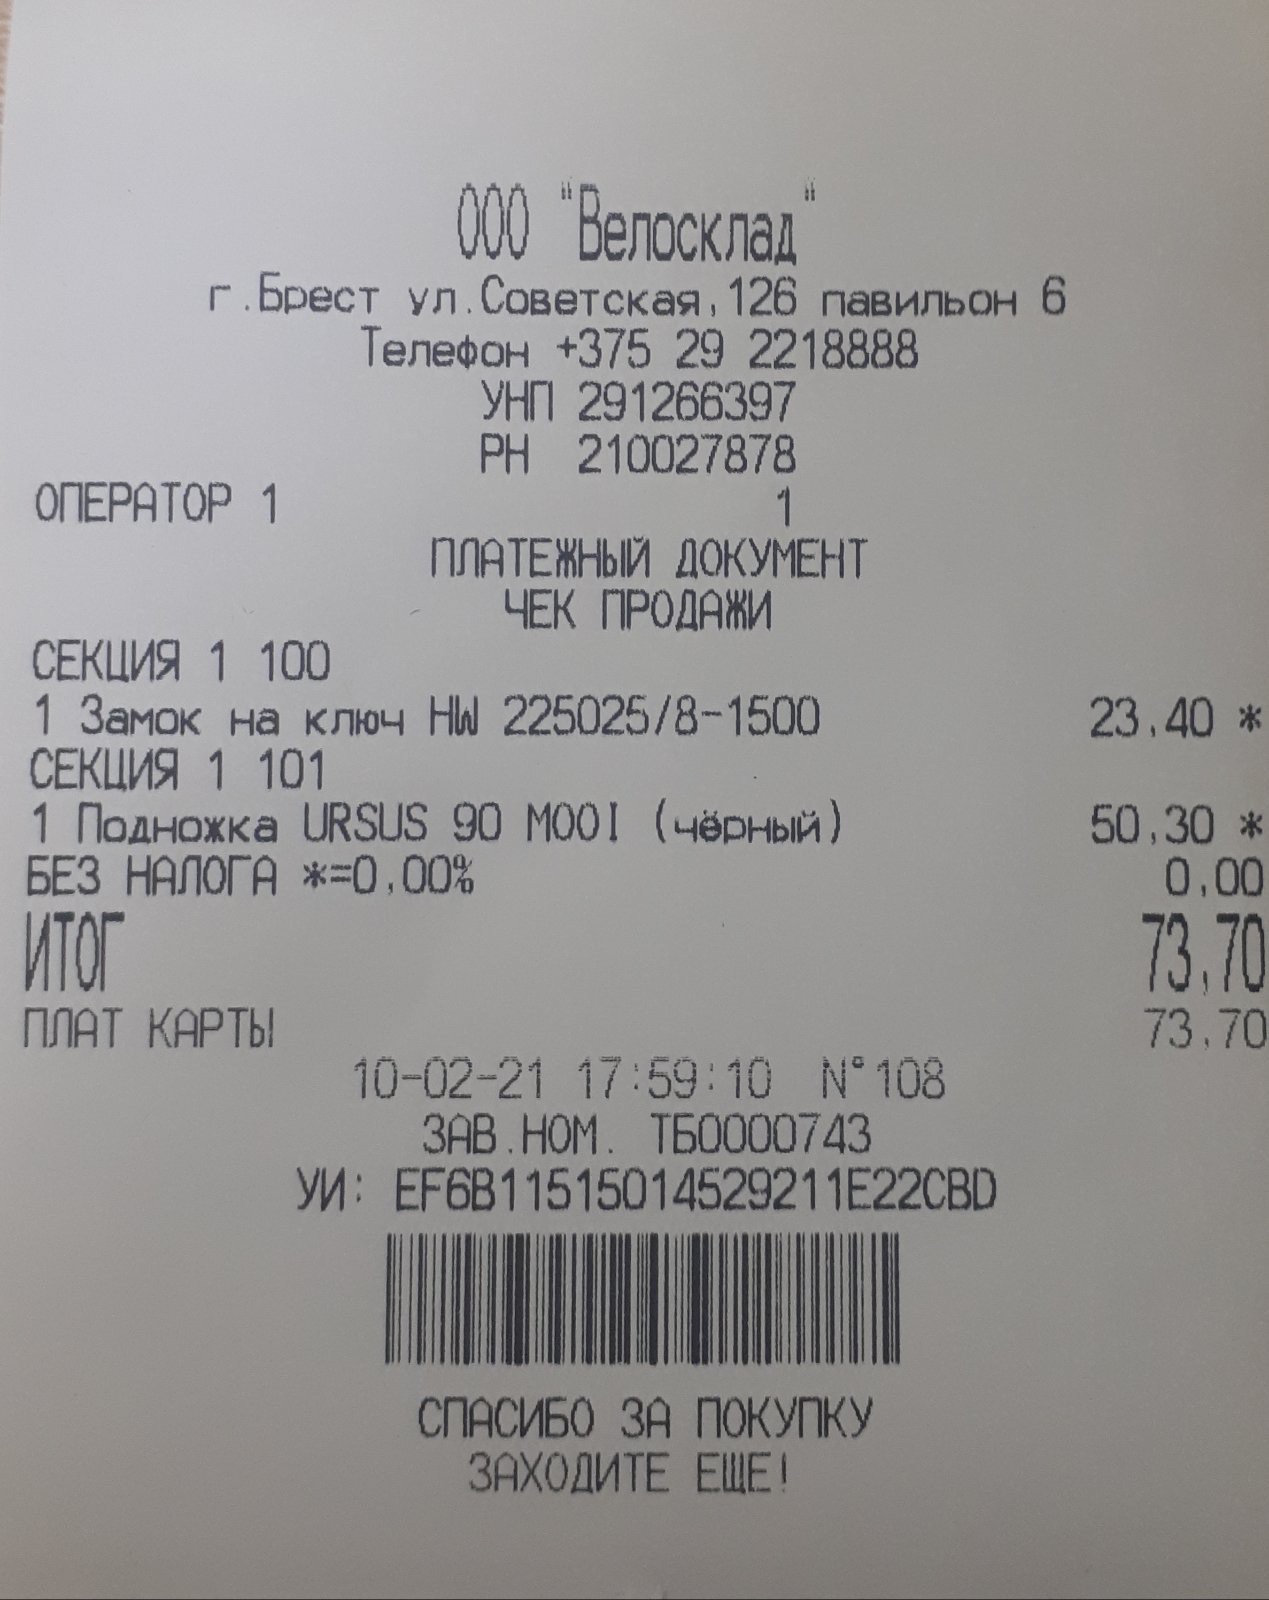 ООО "Велосклад"
г.Брест ул.Советская,126 павильон 6
Телефон +375 29 2218888
УНП 291266397
РН 210027878
ОПЕРАТОР 1 1
ПЛАТЕЖНЫЙ ДОКУМЕНТ
ЧЕК ПРОДАЖИ
СЕКЦИЯ 1 100
1 Замок на ключ HW 225025/8-1500 23,40 *
СЕКЦИЯ 1 101
1 Подножка URSUS 90 MOOI (чёрный) 50,30 *
БЕЗ НАЛОГА *=0,00% 0,00
ИТОГ 73,70
ПЛАТ КАРТЫ 73,70
10-02-21 17:59:10 N°108
ЗАВ.НОМ. ТБ0000743
УИ: EF6B11515014529211E22CBD
СПАСИБО ЗА ПОКУПКУ
ЗАХОДИТЕ ЕЩЕ!